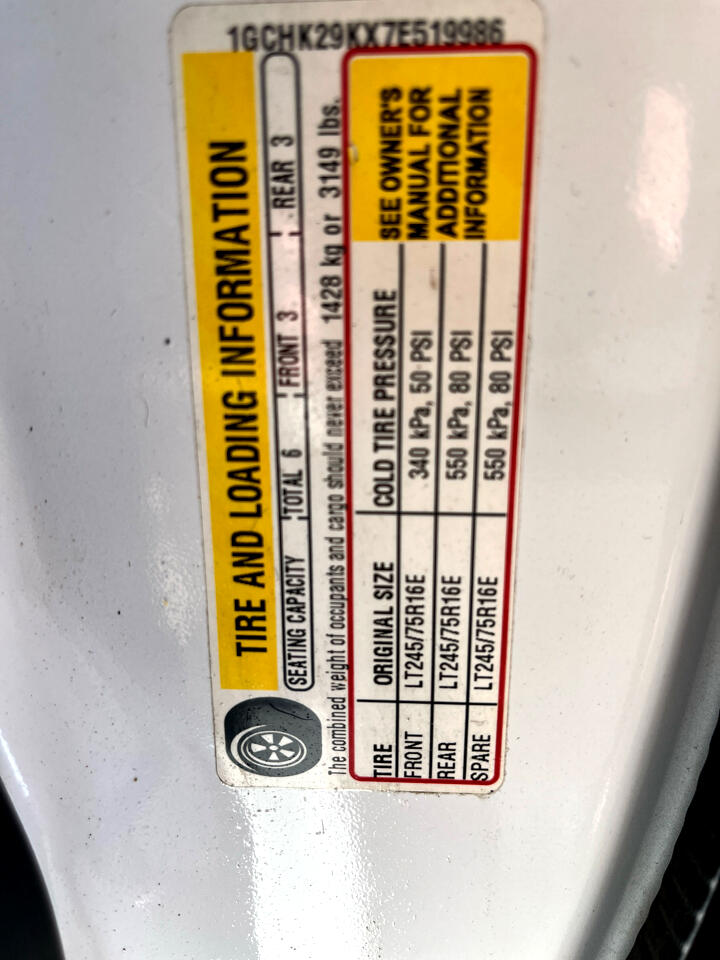 1GCHK29KX7E519986
TIRE AND LOADING INFORMATION
SEATING CAPACITY TOTAL 6 FRONT 3 REAR 3
The combined weight of occupants and cargo should never exceed 1428 kg or 3149 lbs.
TIRE ORIGINAL SIZE COLD TIRE PRESSURE
FRONT LT245/75R16E 340 kPa, 50 PSI
REAR LT245/75R16E 550 kPa, 80 PSI
SPARE LT245/75R16E 550 kPa, 80 PSI
SEE OWNER'S
MANUAL FOR
ADDITIONAL
INFORMATION